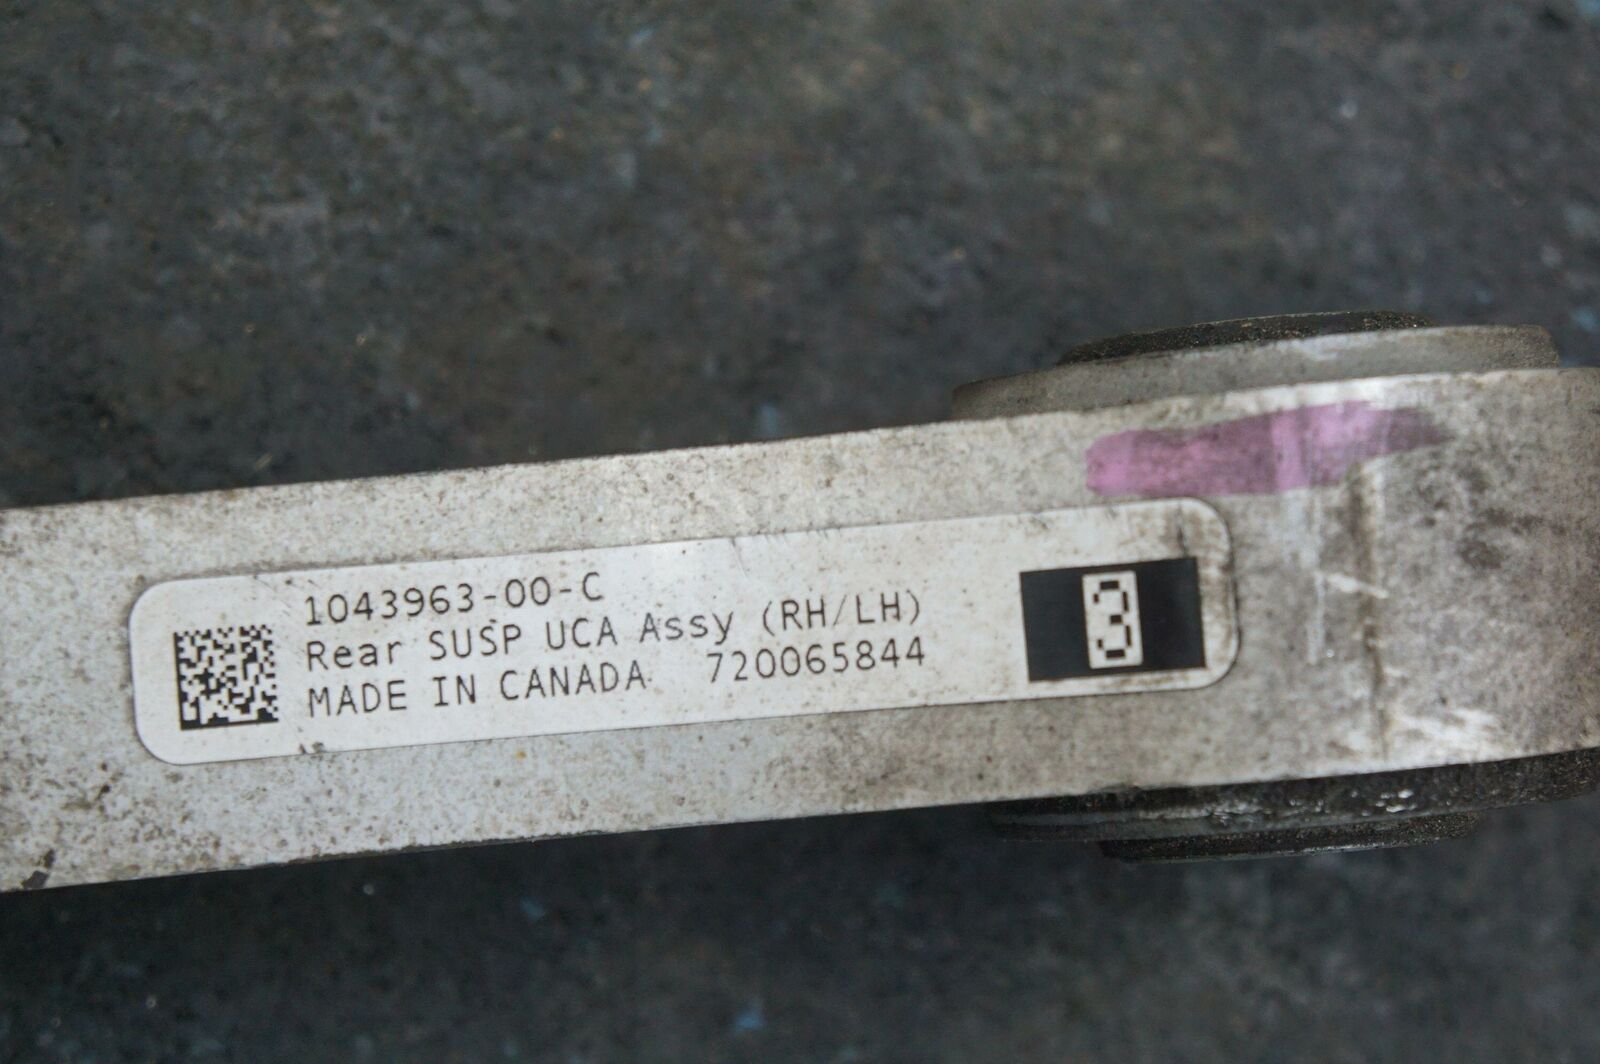 1043963-00-C
Rear SUSP UCA Assy (RH/LH)
MADE IN CANADA 720065844
3